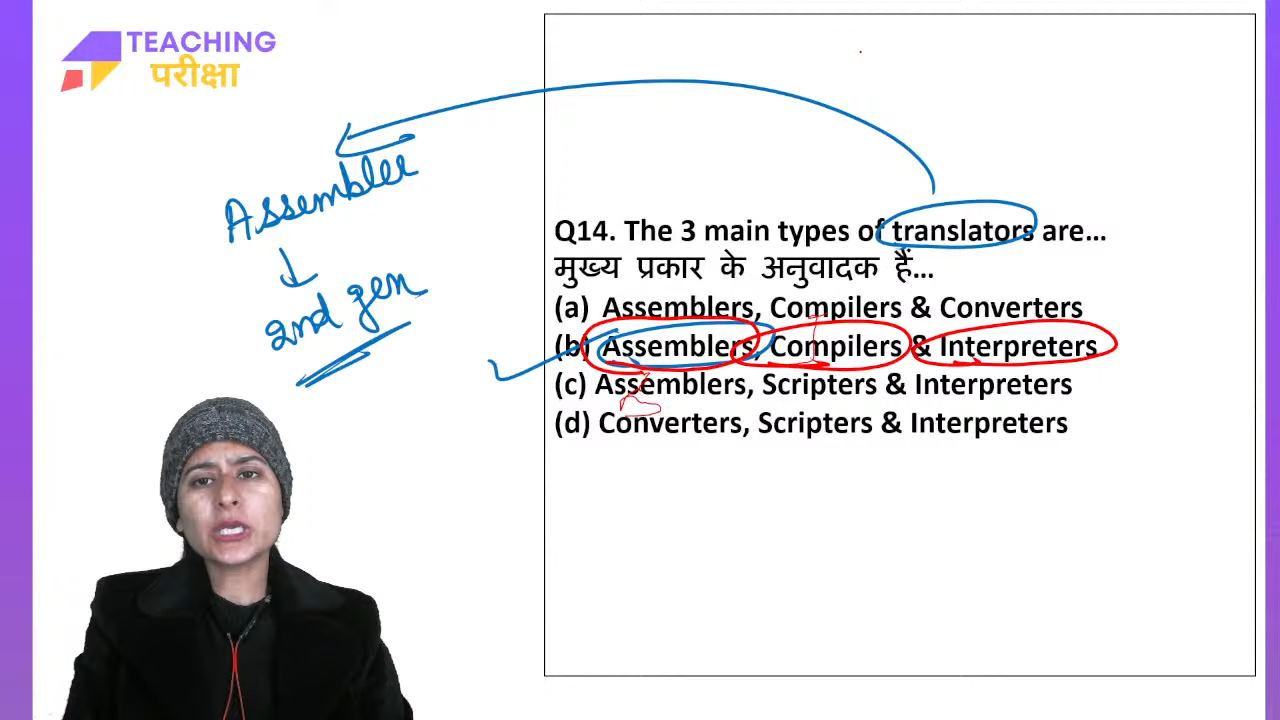 TEACHING
परीक्षा
Assembler
2nd gen
Q14. The 3 main types of translators are...
मुख्य प्रकार के अनुवादक हैं...
(a) Assemblers, Compilers & Converters
(b) Assemblers, Compilers & Interpreters
(c) Assemblers, Scripters & Interpreters
(d) Converters, Scripters & Interpreters